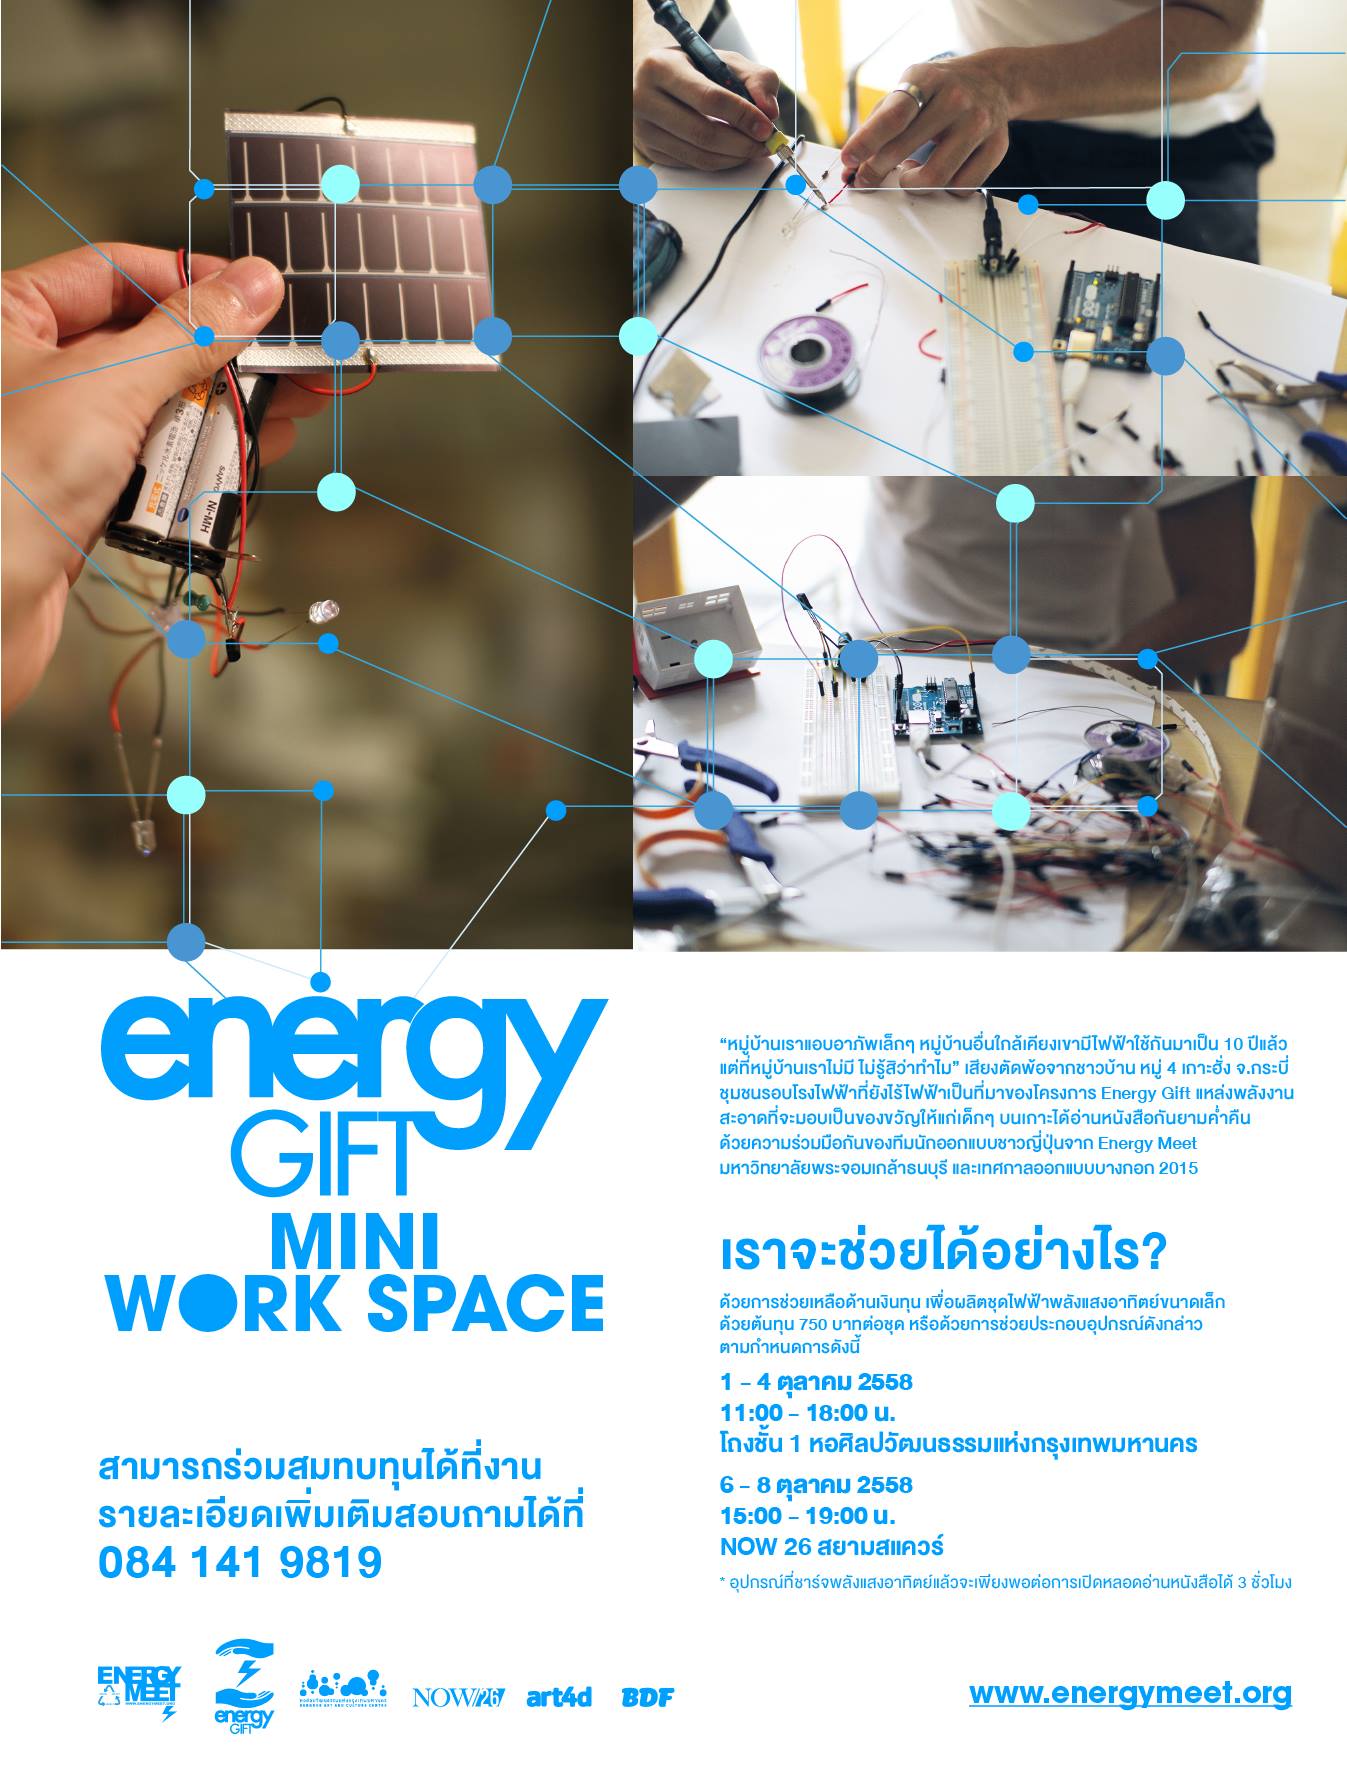 energy
GIFT
MINI
WORK SPACE
สามารถร่วมสมทบทุนได้ที่งาน
รายละเอียดเพิ่มเติมสอบถามได้ที่
084 141 9819
“หมู่บ้านเราแอบอาภัพเล็กๆ หมู่บ้านอื่นใกล้เคียงเขามีไฟฟ้าใช้กันมาเป็น 10 ปีแล้ว
แต่ที่หมู่บ้านเราไม่มี ไม่รู้สิว่าทำไม” เสียงตัดพ้อจากชาวบ้าน หมู่ 4 เกาะฮั่ง จ.กระบี่
ชุมชนรอบโรงไฟฟ้าที่ยังไร้ไฟฟ้าเป็นที่มาของโครงการ Energy Gift แหล่งพลังงาน
สะอาดที่จะมอบเป็นของขวัญให้แก่เด็กๆ บนเกาะได้อ่านหนังสือกันยามค่ำคืน
ด้วยความร่วมมือกันของทีมนักออกแบบชาวญี่ปุ่นจาก Energy Meet
มหาวิทยาลัยพระจอมเกล้าธนบุรี และเทศกาลออกแบบบางกอก 2015
เราจะช่วยได้อย่างไร?
ด้วยการช่วยเหลือด้านเงินทุน เพื่อผลิตชุดไฟฟ้าพลังแสงอาทิตย์ขนาดเล็ก
ด้วยต้นทุน 750 บาทต่อชุด หรือด้วยการช่วยประกอบอุปกรณ์ดังกล่าว
ตามกำหนดการดังนี้
1 - 4 ตุลาคม 2558
11:00 - 18:00 น.
โถงชั้น 1 หอศิลปวัฒนธรรมแห่งกรุงเทพมหานคร
6 - 8 ตุลาคม 2558
15:00 - 19:00 น.
NOW 26 สยามสแควร์
* อุปกรณ์ที่ชาร์จพลังแสงอาทิตย์แล้วจะเพียงพอต่อการเปิดหลอดอ่านหนังสือได้ 3 ชั่วโมง
ENERGY
MEET
energy
GIFT
NOW/26
art4d
BDF
www.energymeet.org
Ni-MH
SANYO